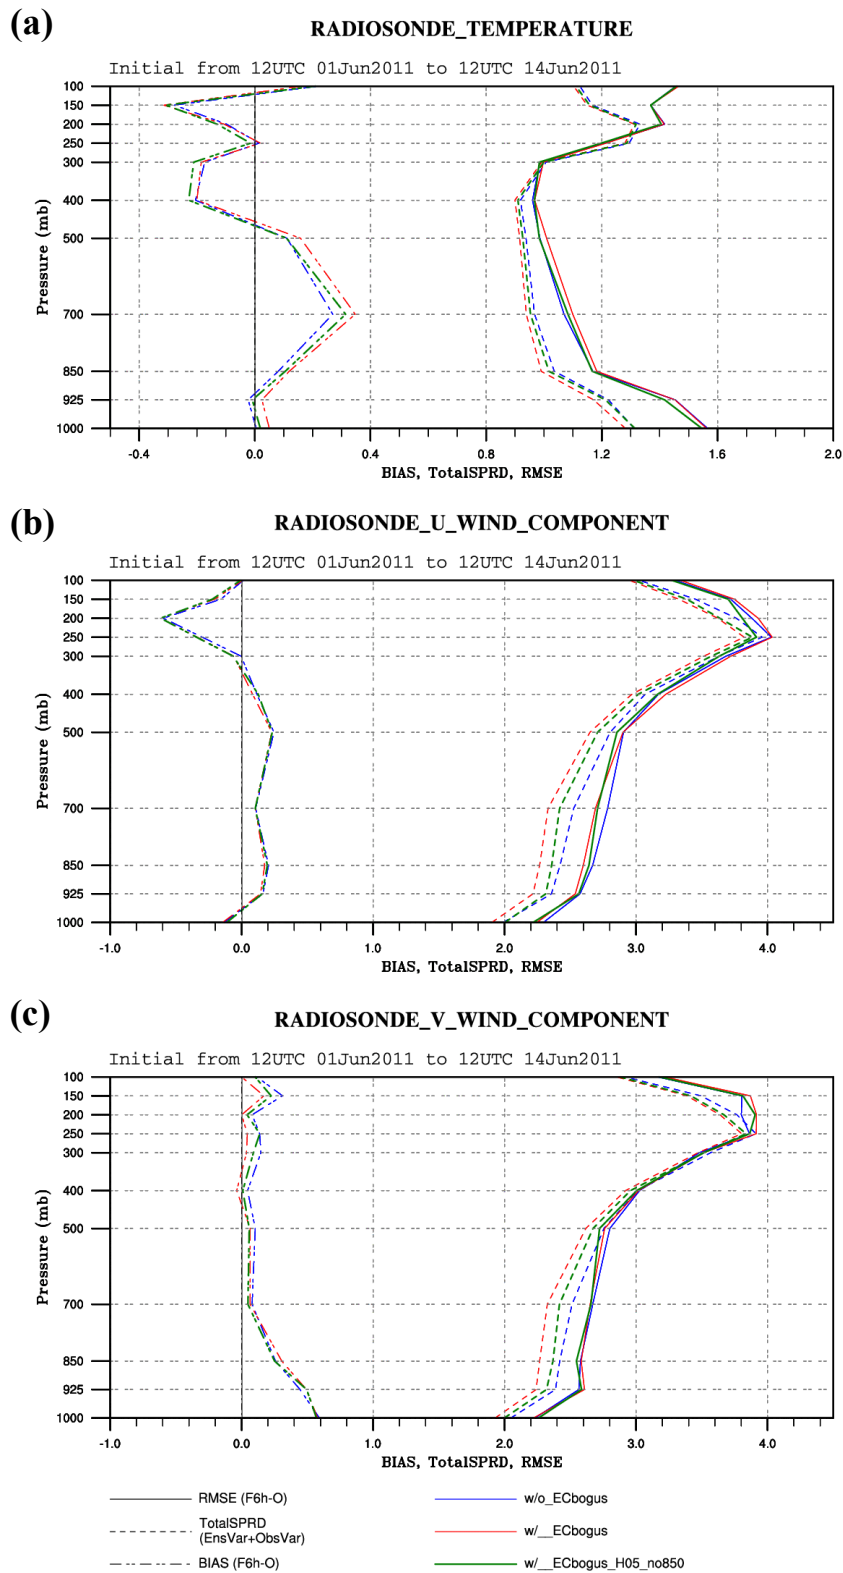 (a)
RADIOSONDE_TEMPERATURE
Initial from 12UTC 01Jun2011 to 12UTC 14Jun2011
Pressure (mb)
100
150
200
250
300
400
500
700
850
925
1000
-0.4 0.0 0.4 0.8 1.2 1.6 2.0
BIAS, TotalSPRD, RMSE
(b)
RADIOSONDE_U_WIND_COMPONENT
Initial from 12UTC 01Jun2011 to 12UTC 14Jun2011
Pressure (mb)
100
150
200
250
300
400
500
700
850
925
1000
-1.0 0.0 1.0 2.0 3.0 4.0
BIAS, TotalSPRD, RMSE
(c)
RADIOSONDE_V_WIND_COMPONENT
Initial from 12UTC 01Jun2011 to 12UTC 14Jun2011
Pressure (mb)
100
150
200
250
300
400
500
700
850
925
1000
-1.0 0.0 1.0 2.0 3.0 4.0
BIAS, TotalSPRD, RMSE
RMSE (F6h-O)
TotalSPRD
(EnsVar+ObsVar)
BIAS (F6h-O)
w/o_ECbogus
w/__ECbogus
w/__ECbogus_H05_no850